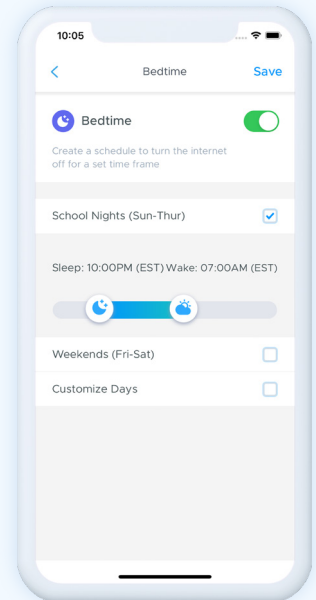 10:05
Bedtime
Save
Bedtime
Create a schedule to turn the internet
off for a set time frame
School Nights (Sun-Thur)
Sleep: 10:00PM (EST) Wake: 07:00AM (EST)
Weekends (Fri-Sat)
Customize Days